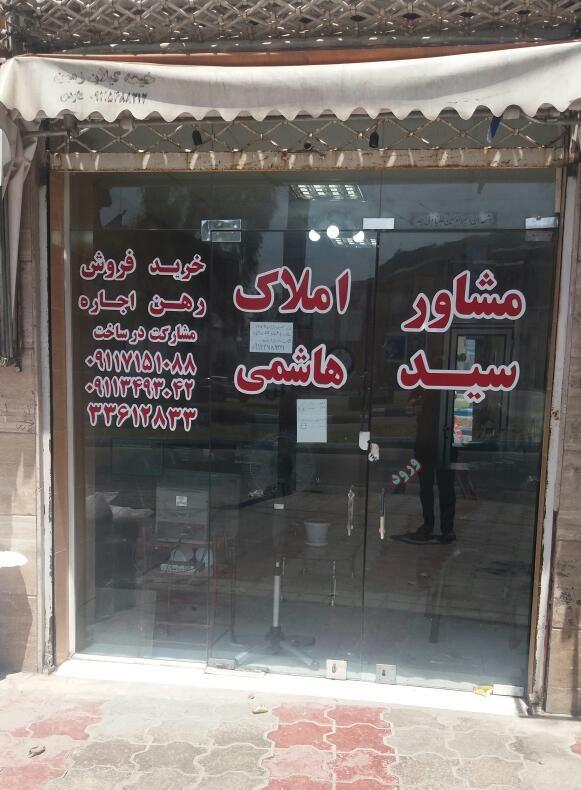 مشاور املاک
سید هاشمی
خرید فروش
رهن اجاره
مشارکت در ساخت
۰۹۱۱۷۱۵۱۰۸۸
۰۹۱۱۳۴۹۳۰۴۲
۳۳۶۱۲۸۳۳
ورود